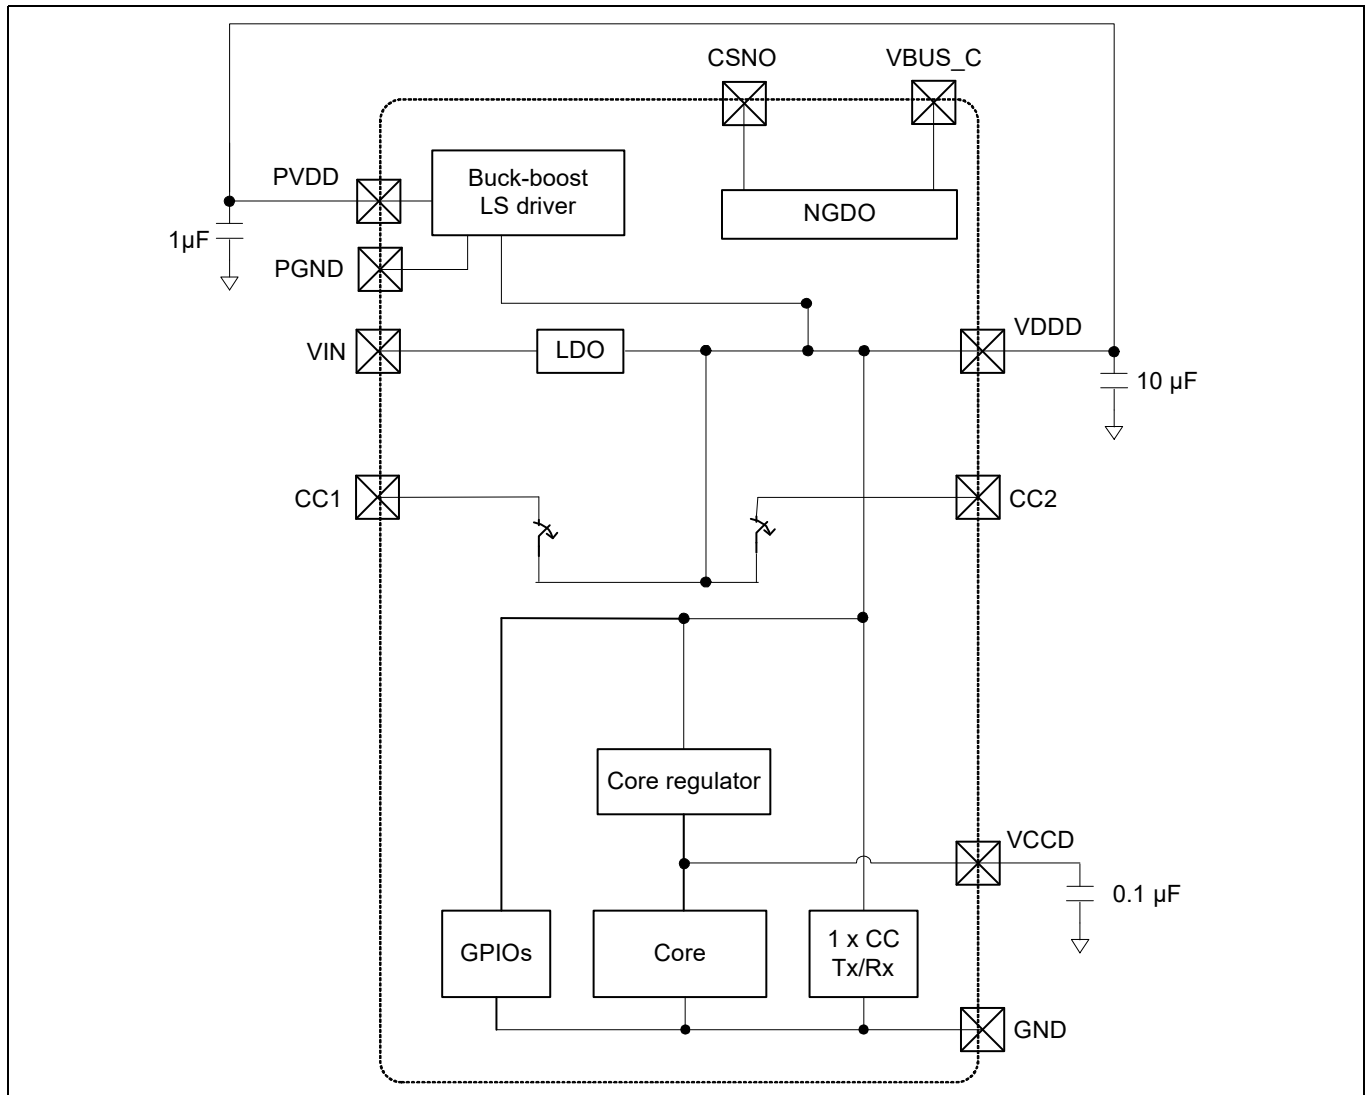 CSNO
VBUS_C
PVDD
Buck-boost
LS driver
NGDO
1µF
PGND
VDDD
VIN
LDO
10 µF
CC1
CC2
Core regulator
VCCD
0.1 µF
GPIOs
Core
1 x CC
Tx/Rx
GND